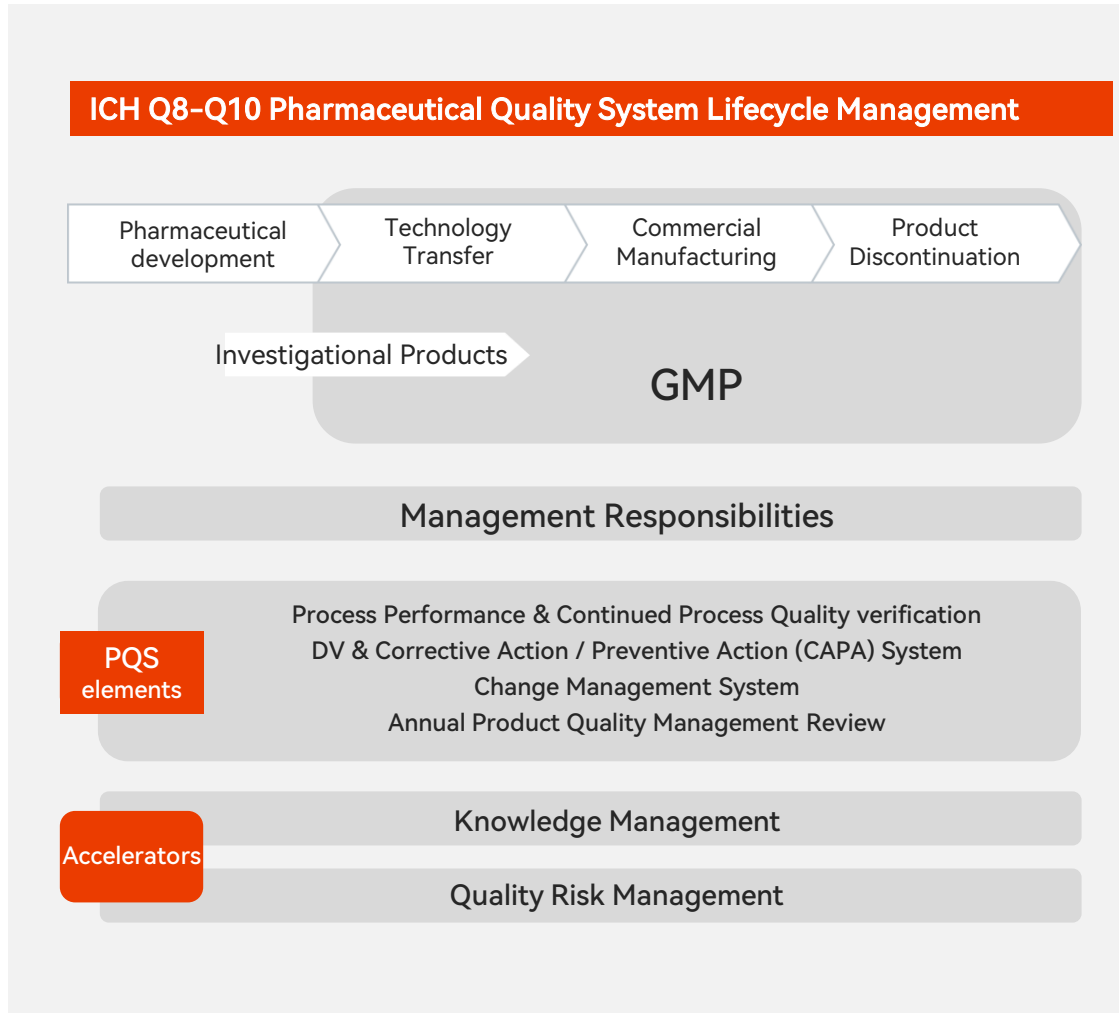 ICH Q8-Q10 Pharmaceutical Quality System Lifecycle Management
Pharmaceutical
development
Technology
Transfer
Commercial
Manufacturing
Product
Discontinuation
Investigational Products
GMP
Management Responsibilities
PQS
elements
Process Performance & Continued Process Quality verification
DV & Corrective Action / Preventive Action (CAPA) System
Change Management System
Annual Product Quality Management Review
Accelerators
Knowledge Management
Quality Risk Management